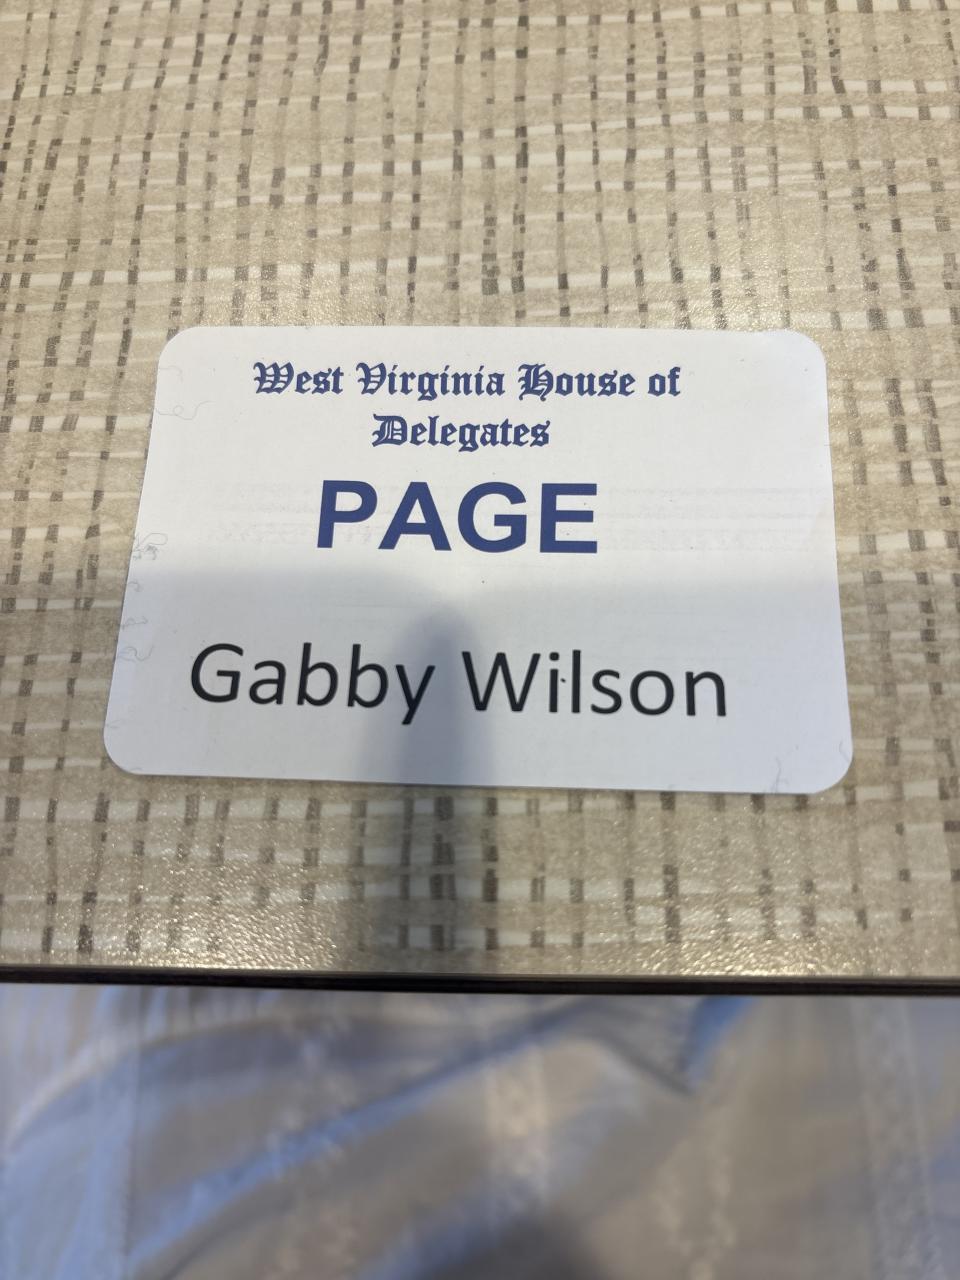 West Virginia House of
Delegates
PAGE
Gabby Wilson